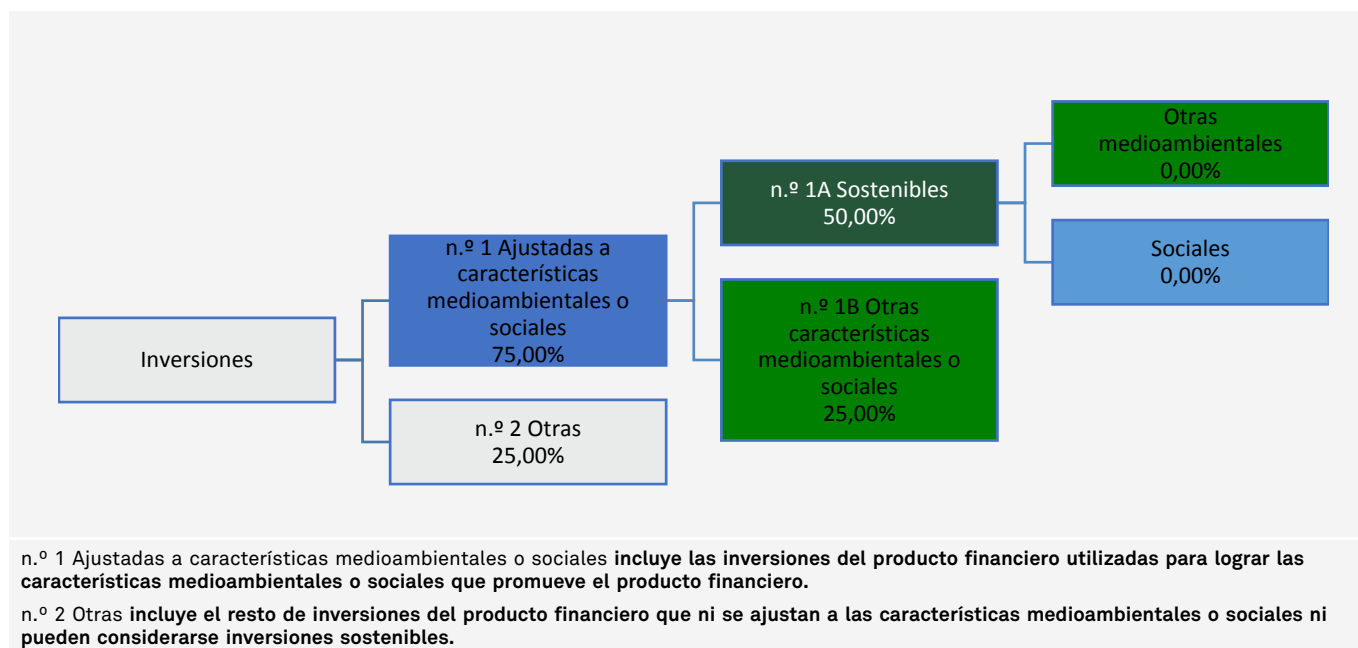 Otras
medioambientales
0,00%
n.º 1A Sostenibles
50,00%
Sociales
0,00%
n.º 1 Ajustadas a
características
medioambientales o
sociales
75,00%
n.º 1B Otras
características
medioambientales o
sociales
25,00%
Inversiones
n.º 2 Otras
25,00%
n.º 1 Ajustadas a características medioambientales o sociales incluye las inversiones del producto financiero utilizadas para lograr las
características medioambientales o sociales que promueve el producto financiero.
n.º 2 Otras incluye el resto de inversiones del producto financiero que ni se ajustan a las características medioambientales o sociales ni
pueden considerarse inversiones sostenibles.